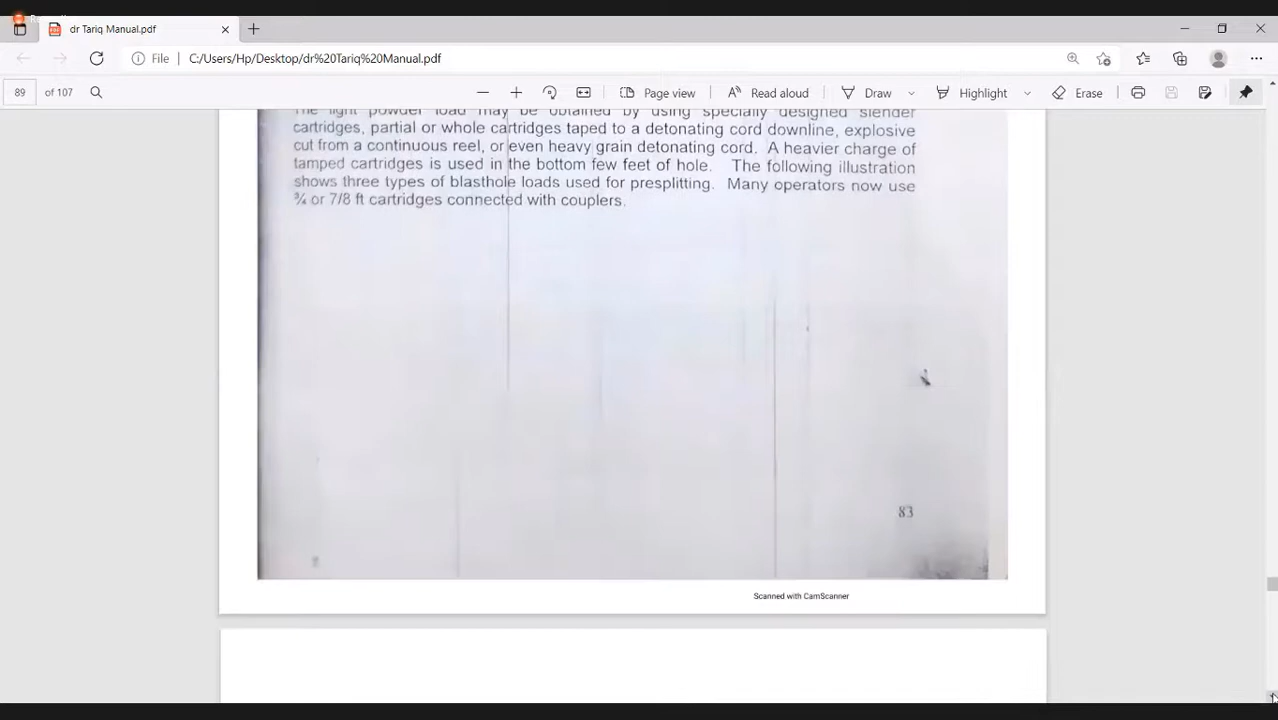 dr Tariq Manual.pdf
File
C:/Users/Hp/Desktop/dr%20Tariq%20Manual.pdf
89 of 107
Page view
Read aloud
Draw
Highlight
Erase
The light powder load may be obtained by using specially designed slender
cartridges, partial or whole cartridges taped to a detonating cord downline, explosive
cut from a continuous reel, or even heavy grain detonating cord. A heavier charge of
tamped cartridges is used in the bottom few feet of hole. The following illustration
shows three types of blasthole loads used for presplitting. Many operators now use
¾ or 7/8 ft cartridges connected with couplers.
83
Scanned with CamScanner